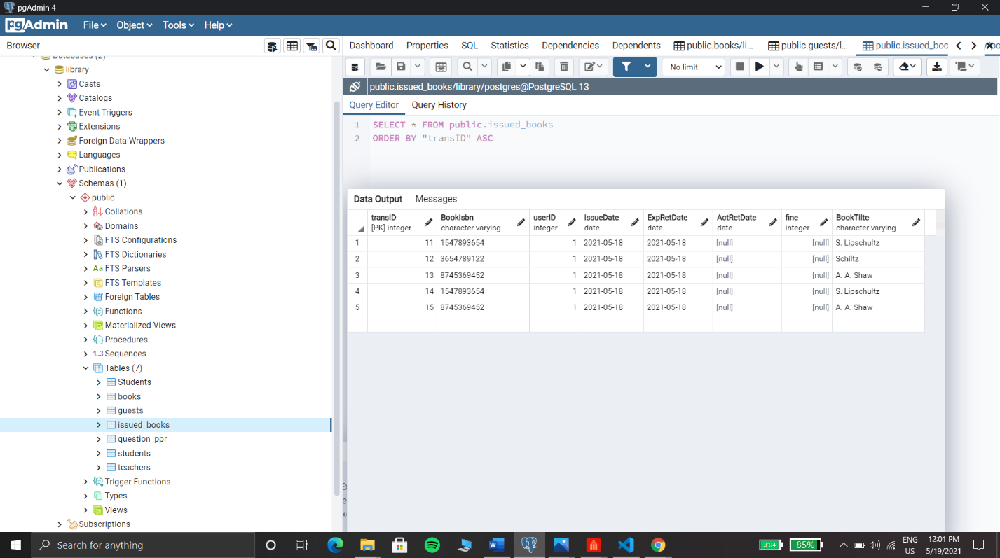 pgAdmin 4
pgAdmin File Object Tools Help
Browser
Dashboard Properties SQL Statistics Dependencies Dependents public.books/li... public.guests/l... public.issued_boo
No limit
public.issued_books/library/postgres@PostgreSQL 13
Query Editor Query History
1 SELECT * FROM public.issued_books
2 ORDER BY "transID" ASC
Databases (2)
library
Casts
Catalogs
Event Triggers
Extensions
Foreign Data Wrappers
Languages
Publications
Schemas (1)
public
Collations
Domains
FTS Configurations
FTS Dictionaries
Aa FTS Parsers
FTS Templates
Foreign Tables
Functions
Materialized Views
Procedures
1..3 Sequences
Tables (7)
Students
books
guests
issued_books
question_ppr
students
teachers
Trigger Functions
Types
Views
Subscriptions
Data Output Messages
transID BookIsbn userID IssueDate ExpRetDate ActRetDate fine BookTilte
[PK] integer character varying integer date date date integer character varying
1 11 1547893654 1 2021-05-18 2021-05-18 [null] [null] S. Lipschultz
2 12 3654789122 1 2021-05-18 2021-05-18 [null] [null] Schiltz
3 13 8745369452 1 2021-05-18 2021-05-18 [null] [null] A. A. Shaw
4 14 1547893654 1 2021-05-18 2021-05-18 [null] [null] S. Lipschultz
5 15 8745369452 1 2021-05-18 2021-05-18 [null] [null] A. A. Shaw
Search for anything
3:04 85% ENG 12:01 PM
US 5/19/2021